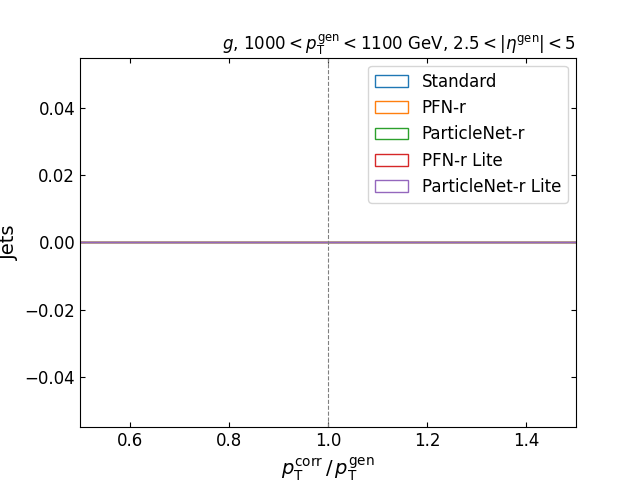 g, 1000 < p_T^gen < 1100 GeV, 2.5 < |η^gen| < 5
Standard
PFN-r
ParticleNet-r
PFN-r Lite
ParticleNet-r Lite
Jets
0.04
0.02
0.00
−0.02
−0.04
0.6 0.8 1.0 1.2 1.4
p_T^corr / p_T^gen